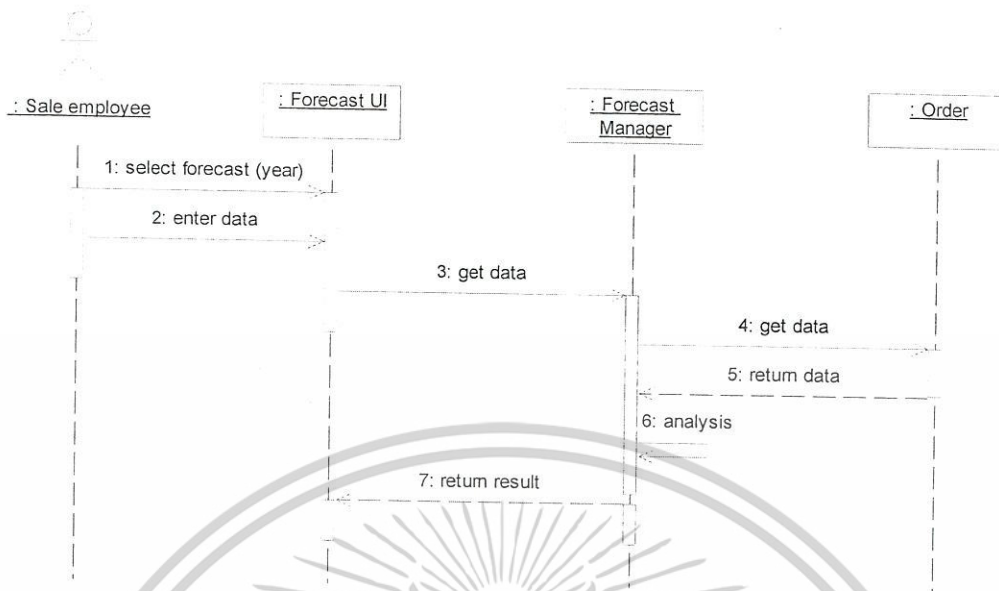 : Sale employee
: Forecast UI
: Forecast
Manager
: Order
1: select forecast (year)
2: enter data
3: get data
4: get data
5: return data
6: analysis
7: return result